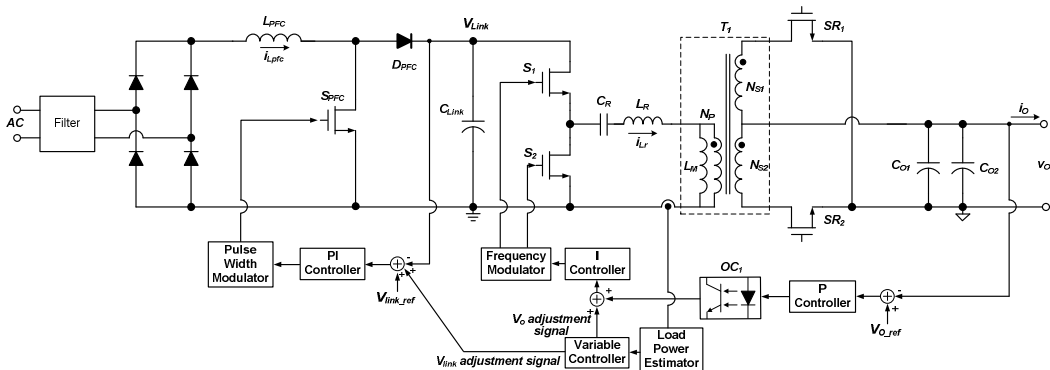 L_PFC
i_Lpfc
D_PFC
V_Link
S_PFC
C_Link
AC
Filter
S_1
S_2
C_R
L_R
i_Lr
T_1
N_P
L_M
N_S1
N_S2
SR_1
SR_2
C_O1
C_O2
i_O
v_O
Pulse
Width
Modulator
PI
Controller
-
+
+
V_link_ref
Frequency
Modulator
I
Controller
+
+
V_O adjustment
signal
V_link adjustment signal
Variable
Controller
Load
Power
Estimator
OC_1
P
Controller
-
+
V_O_ref